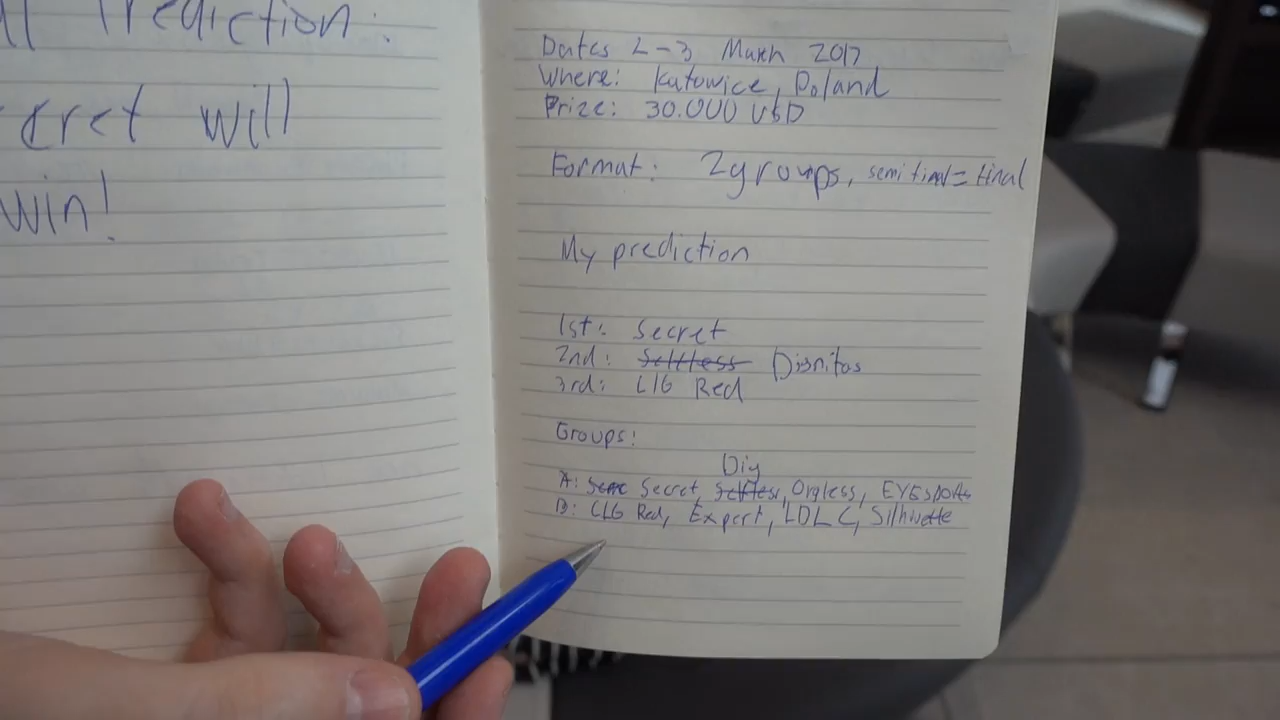 Prediction:
will
win!
Dates 2-3 March 2017
Where: Katowice, Poland
Prize: 30.000 USD
Format: 2 groups, semi final = final
My prediction
1st: Secret
2nd: Selfless Dignitas
3rd: CLG Red
Groups:
Dig
A: Secret, Selfless, Orgless, EYEsports
B: CLG Red, Expert, LDLC, Silhouette